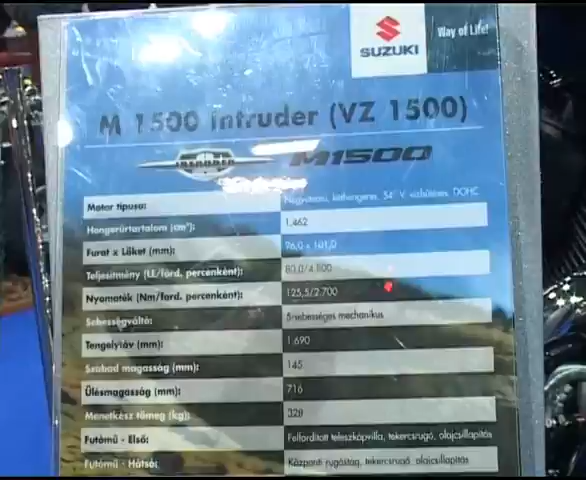 SUZUKI
Way of Life!
M 1500 Intruder (VZ 1500)
INTRUDER M1500
Motor típusa: Négyütemű, kéthengeres, 54° V, vízhűtéses, DOHC
Hengerűrtartalom (cm³): 1.462
Furat x Löket (mm): 96,0 x 101,0
Teljesítmény (LE/ford. percenként): 80,0/4.800
Nyomaték (Nm/ford. percenként): 125,5/2.700
Sebességváltó: 5-sebességes mechanikus
Tengelytáv (mm): 1.690
Szabad magasság (mm): 145
Ülésmagasság (mm): 716
Menetkész tömeg (kg): 328
Futómű - Első: Felfordított teleszkópvilla, tekercsrugó, olajcsillapítás
Futómű - Hátsó: Központi rugóstag, tekercsrugó, olajcsillapítás